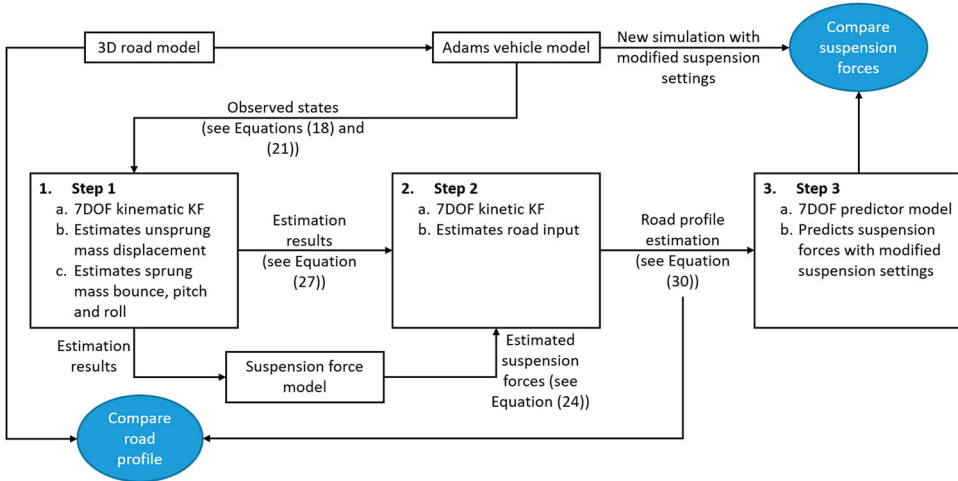 3D road model
Adams vehicle model
New simulation with
modified suspension
settings
Compare
suspension
forces
Observed states
(see Equations (18) and
(21))
1. Step 1
a. 7DOF kinematic KF
b. Estimates unsprung
mass displacement
c. Estimates sprung
mass bounce, pitch
and roll
Estimation
results
(see Equation
(27))
2. Step 2
a. 7DOF kinetic KF
b. Estimates road input
Road profile
estimation
(see Equation
(30))
3. Step 3
a. 7DOF predictor model
b. Predicts suspension
forces with modified
suspension settings
Estimation
results
Suspension force
model
Estimated
suspension
forces (see
Equation (24))
Compare
road
profile